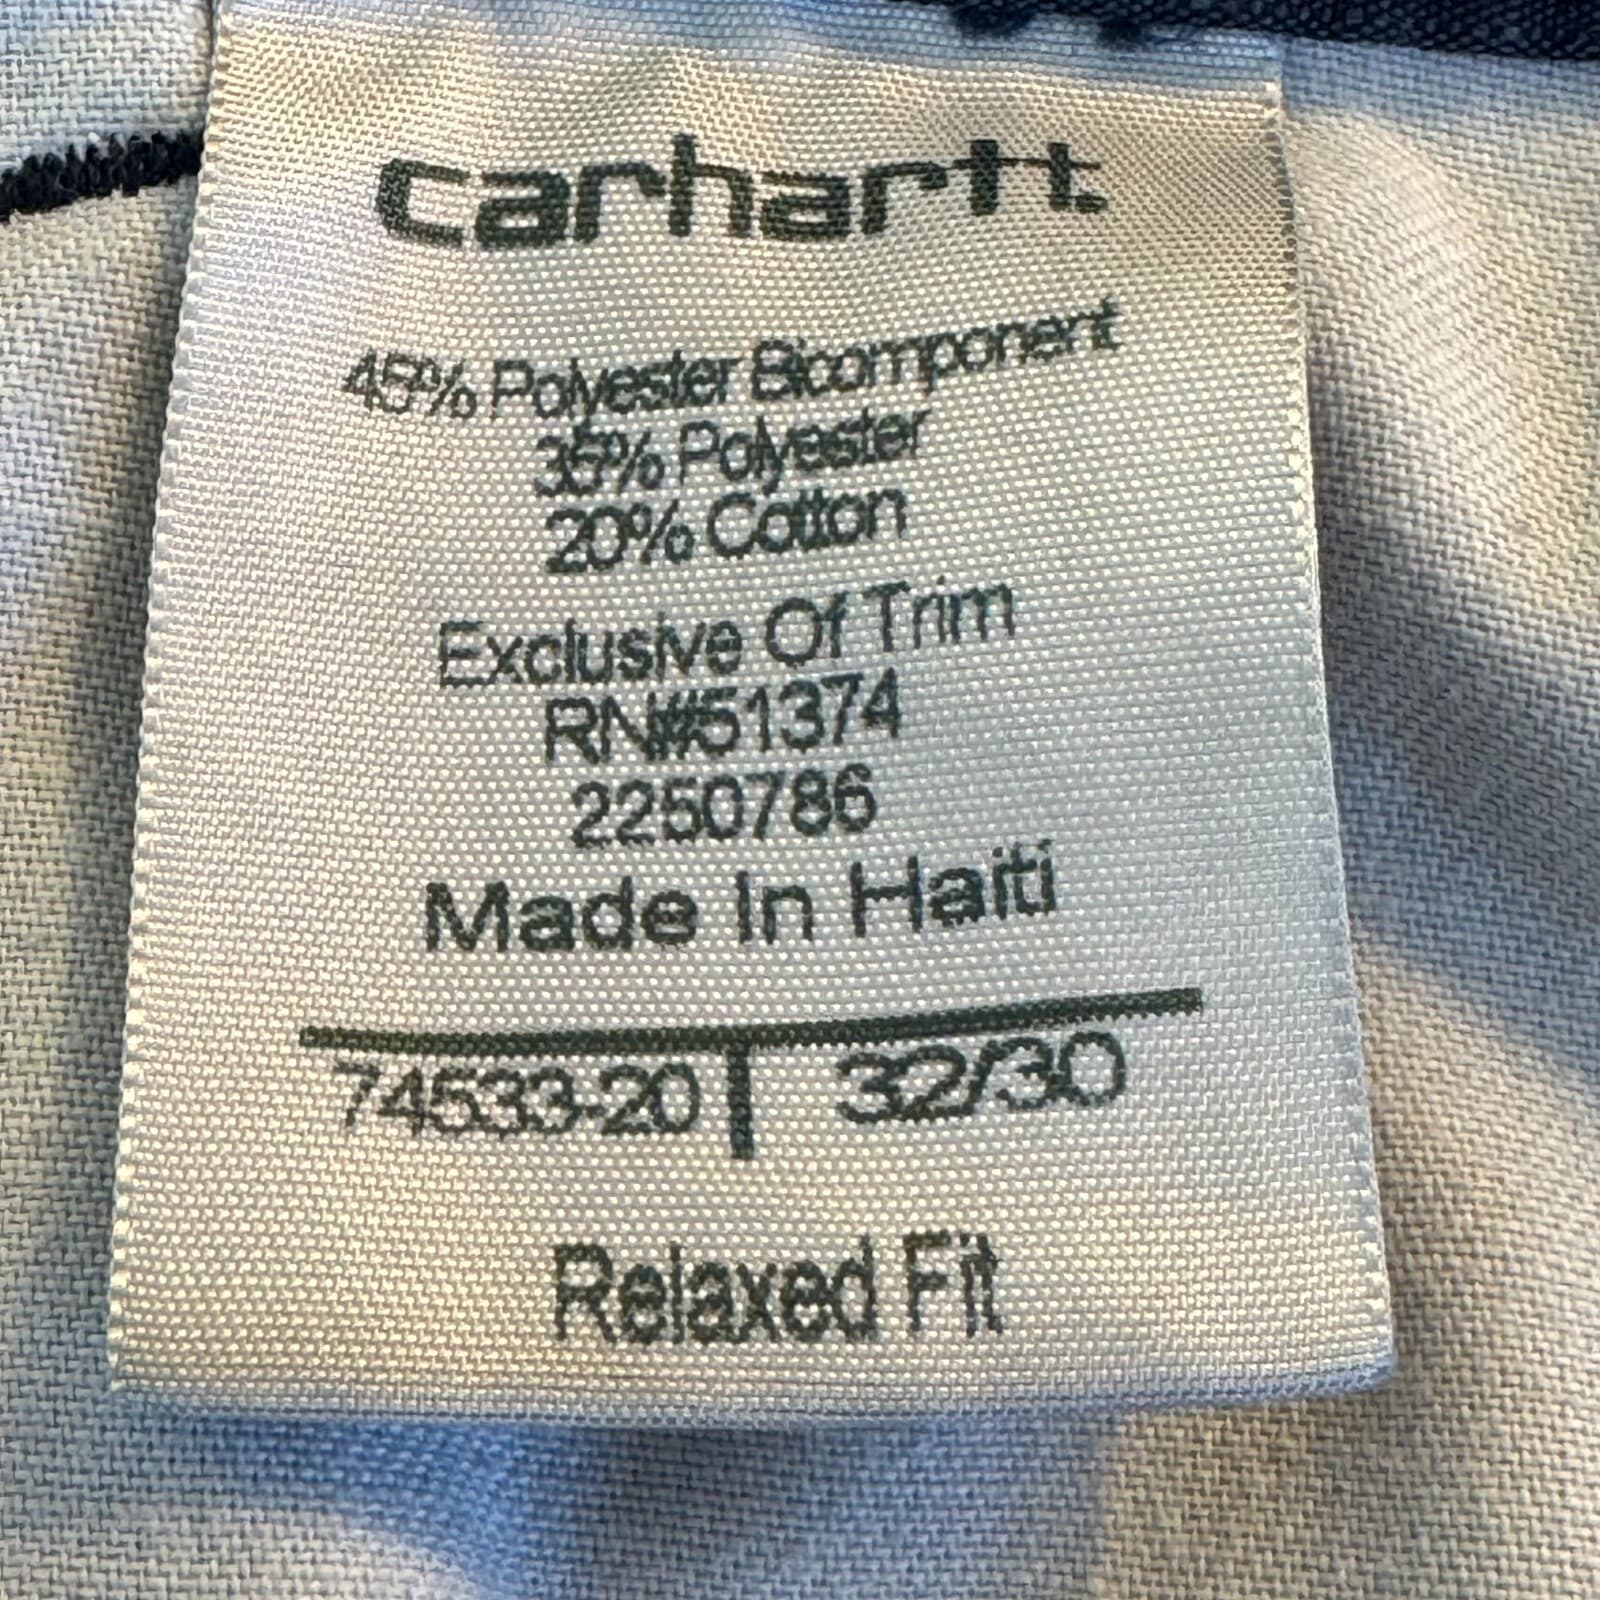 carhartt.
45% Polyester Bicomponent
35% Polyester
20% Cotton
Exclusive Of Trim
RN#51374
2250786
Made In Haiti
74533-20 32/30
Relaxed Fit